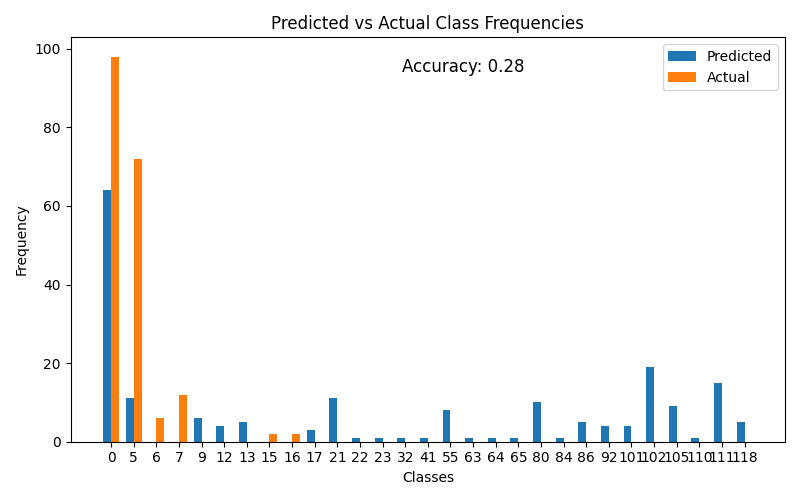 Predicted vs Actual Class Frequencies
Accuracy: 0.28
Predicted
Actual
100
80
60
40
20
0
Frequency
0 5 6 7 9 12 13 15 16 17 21 22 23 32 41 55 63 64 65 80 84 86 92 101 102 105 110 111 118
Classes